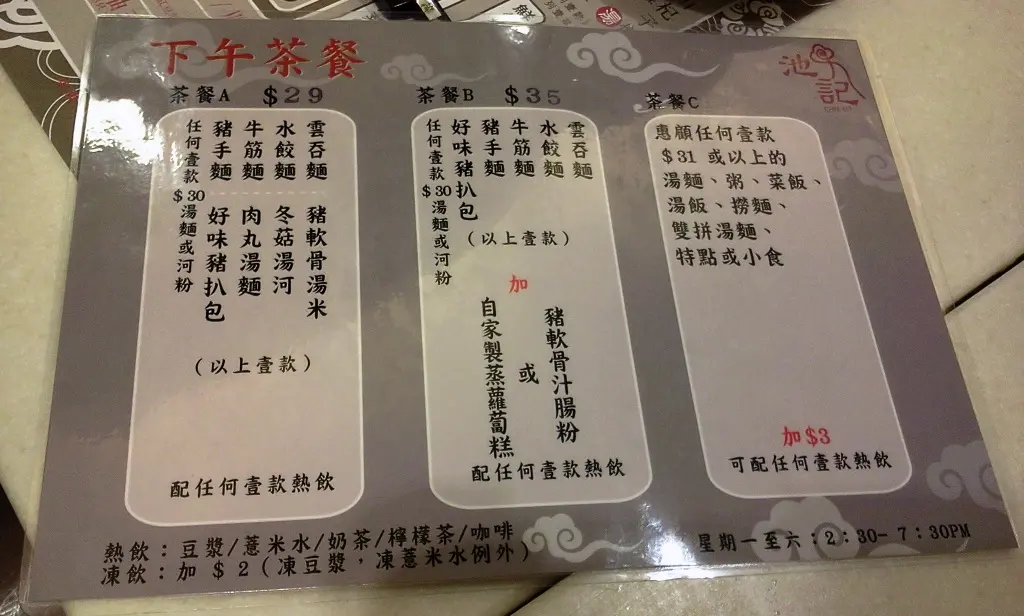 下午茶餐
池記
茶餐A $29
雲吞麵
水餃麵
牛筋麵
豬手麵
豬軟骨湯米
冬菇湯河
肉丸湯麵
好味豬扒包
任何壹款$30湯麵或河粉
(以上壹款)
配任何壹款熱飲
茶餐B $35
雲吞麵
水餃麵
牛筋麵
豬手麵
好味豬扒包
任何壹款$30湯麵或河粉
(以上壹款)
加
豬軟骨汁腸粉
或
自家製蒸蘿蔔糕
配任何壹款熱飲
茶餐C
惠顧任何壹款
$31 或以上的
湯麵、粥、菜飯、
湯飯、撈麵、
雙拼湯麵、
特點或小食
加$3
可配任何壹款熱飲
熱飲:豆漿/薏米水/奶茶/檸檬茶/咖啡
凍飲:加 $2(凍豆漿,凍薏米水例外)
星期一至六:2:30-7:30PM